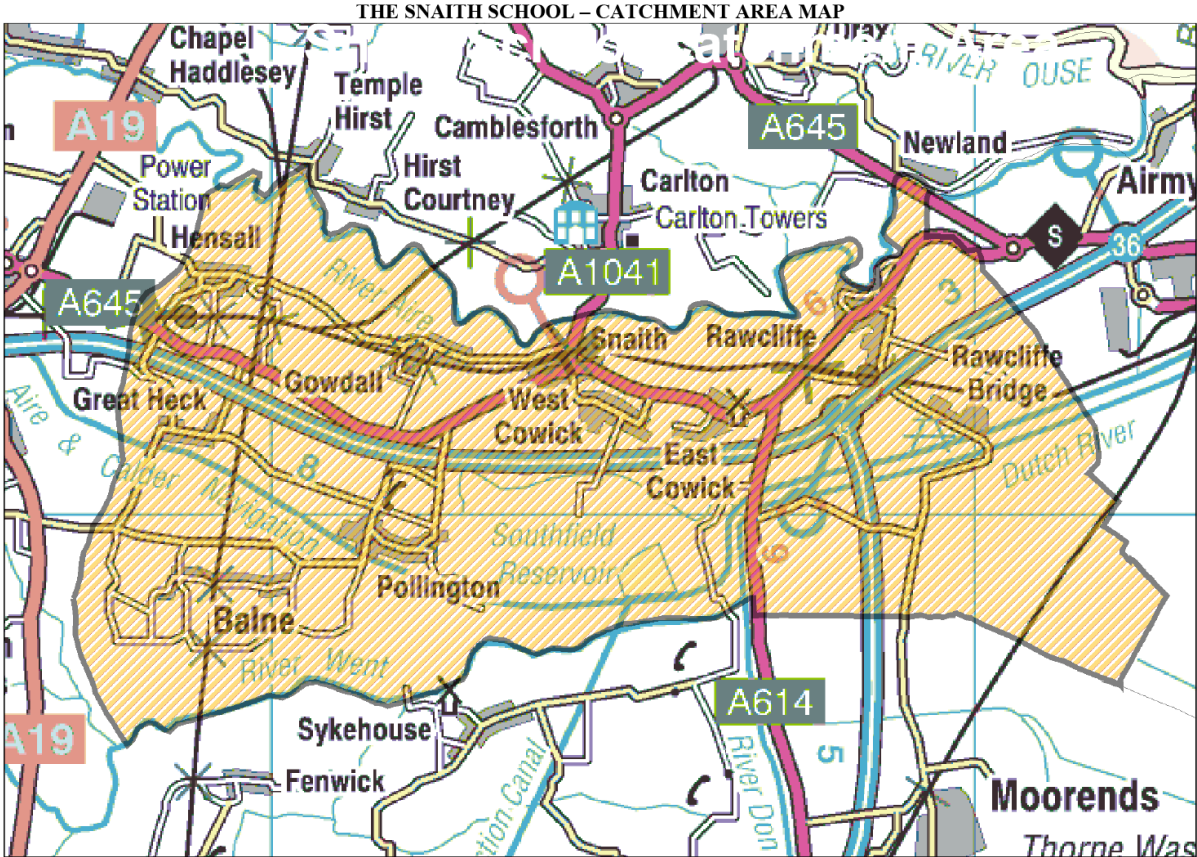 THE SNAITH SCHOOL – CATCHMENT AREA MAP
Chapel
Haddlesey
Temple
Hirst
RIVER OUSE
A19
Camblesforth
A645
Newland
Power
Station
Hirst
Courtney
Carlton
Carlton Towers
Airmy
Hensall
S
36
A1041
A645
River Aire
6
3
Snaith
Rawcliffe
Rawcliffe
Bridge
Gowdall
Great Heck
West
Cowick
Aire & Calder Navigation
8
East
Cowick
Dutch River
Southfield
Reservoir
9
Pollington
Balne
River Went
A614
A19
Sykehouse
River Don
5
Fenwick
ction Canal
Moorends
Thorne Was